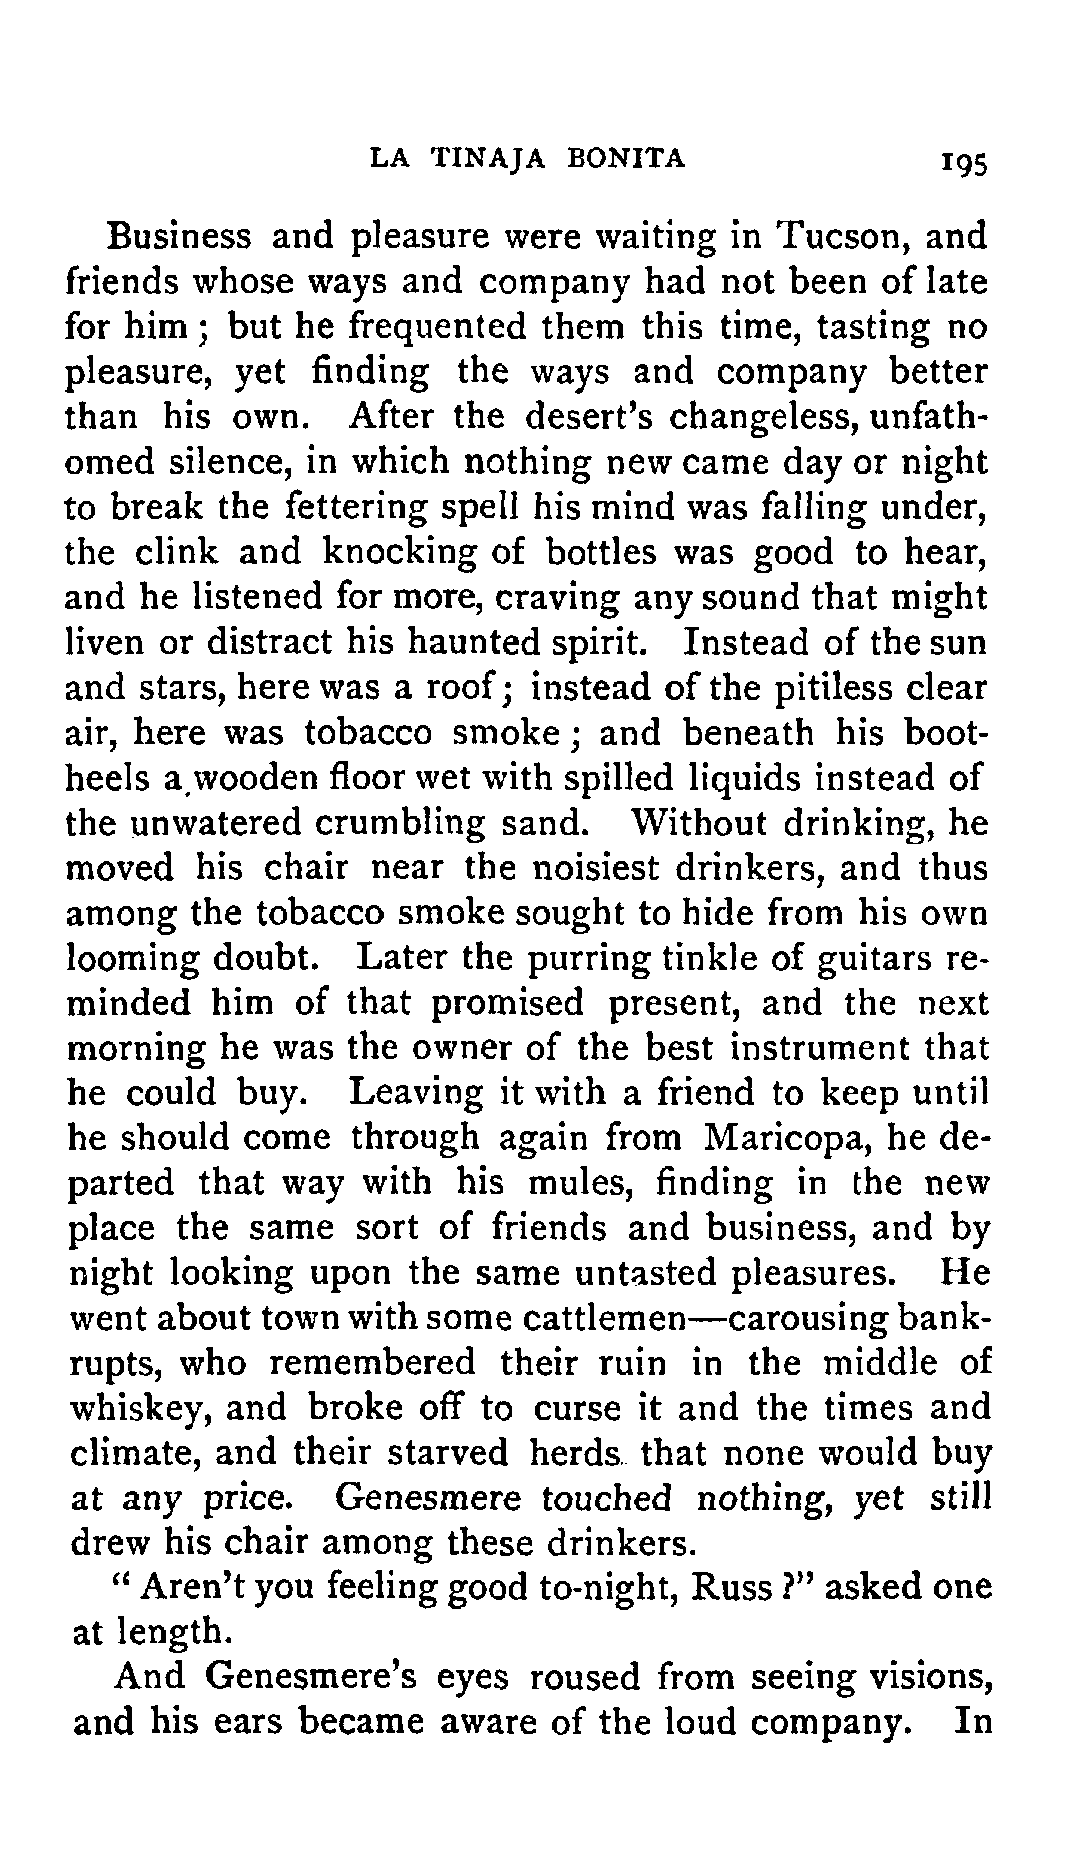 LA TINAJA BONITA 195
Business and pleasure were waiting in Tucson, and
friends whose ways and company had not been of late
for him ; but he frequented them this time, tasting no
pleasure, yet finding the ways and company better
than his own. After the desert's changeless, unfath-
omed silence, in which nothing new came day or night
to break the fettering spell his mind was falling under,
the clink and knocking of bottles was good to hear,
and he listened for more, craving any sound that might
liven or distract his haunted spirit. Instead of the sun
and stars, here was a roof ; instead of the pitiless clear
air, here was tobacco smoke ; and beneath his boot-
heels a wooden floor wet with spilled liquids instead of
the unwatered crumbling sand. Without drinking, he
moved his chair near the noisiest drinkers, and thus
among the tobacco smoke sought to hide from his own
looming doubt. Later the purring tinkle of guitars re-
minded him of that promised present, and the next
morning he was the owner of the best instrument that
he could buy. Leaving it with a friend to keep until
he should come through again from Maricopa, he de-
parted that way with his mules, finding in the new
place the same sort of friends and business, and by
night looking upon the same untasted pleasures. He
went about town with some cattlemen—carousing bank-
rupts, who remembered their ruin in the middle of
whiskey, and broke off to curse it and the times and
climate, and their starved herds that none would buy
at any price. Genesmere touched nothing, yet still
drew his chair among these drinkers.
“ Aren't you feeling good to-night, Russ ?” asked one
at length.
And Genesmere's eyes roused from seeing visions,
and his ears became aware of the loud company. In